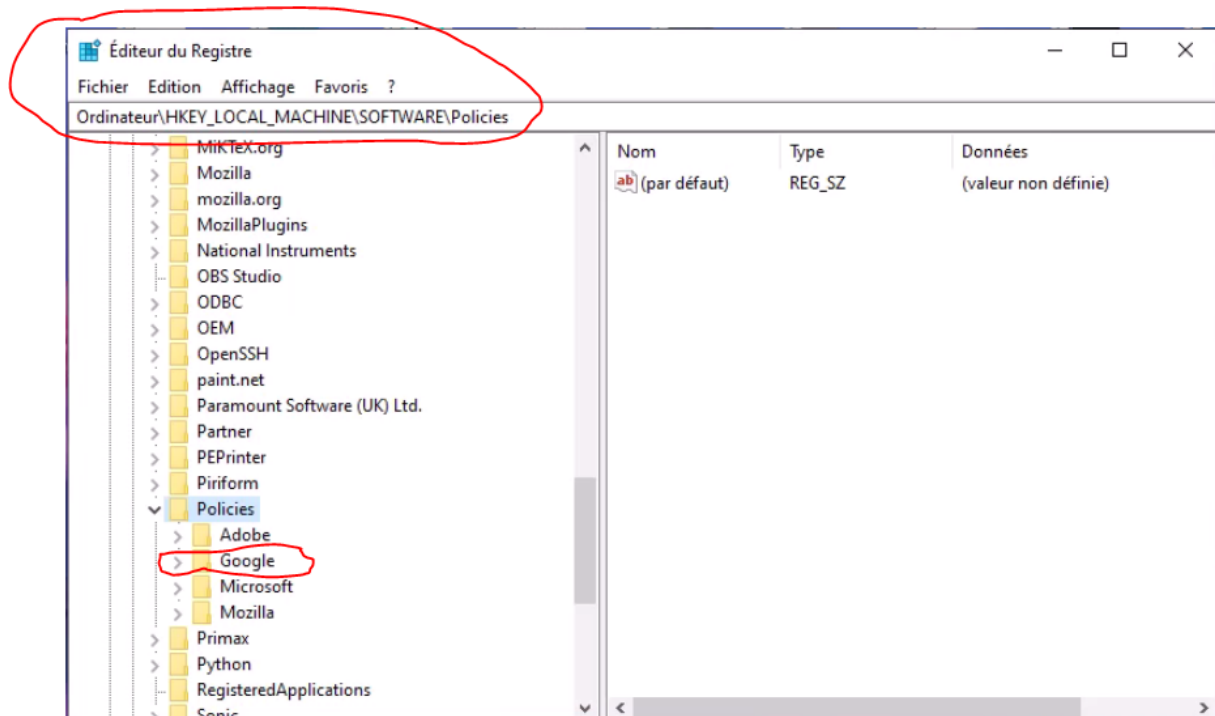 Éditeur du Registre
Fichier Edition Affichage Favoris ?
Ordinateur\HKEY_LOCAL_MACHINE\SOFTWARE\Policies
MiKTeX.org
Mozilla
mozilla.org
MozillaPlugins
National Instruments
OBS Studio
ODBC
OEM
OpenSSH
paint.net
Paramount Software (UK) Ltd.
Partner
PEPrinter
Piriform
Policies
Adobe
Google
Microsoft
Mozilla
Primax
Python
RegisteredApplications
Sonic
Nom Type Données
ab (par défaut) REG_SZ (valeur non définie)